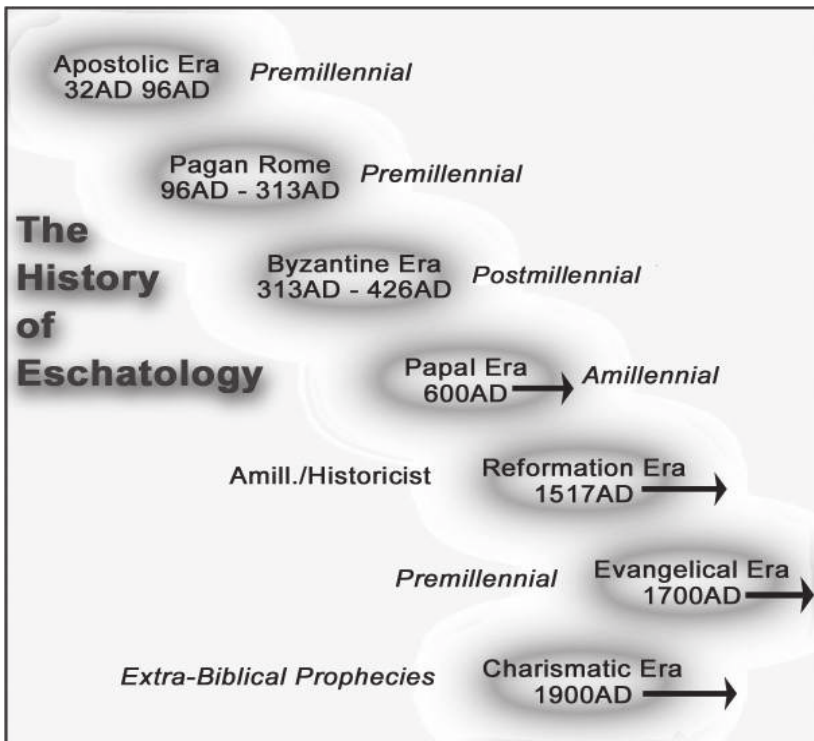 Apostolic Era
32AD 96AD
Premillennial
Pagan Rome
96AD - 313AD
Premillennial
The
History
of
Eschatology
Byzantine Era
313AD - 426AD
Postmillennial
Papal Era
600AD
Amillennial
Amill./Historicist
Reformation Era
1517AD
Premillennial
Evangelical Era
1700AD
Extra-Biblical Prophecies
Charismatic Era
1900AD